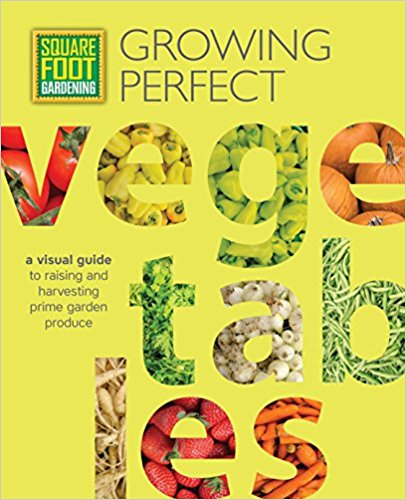 SQUARE
FOOT
GARDENING
GROWING
PERFECT
vege
tab
les
a visual guide
to raising and
harvesting
prime garden
produce